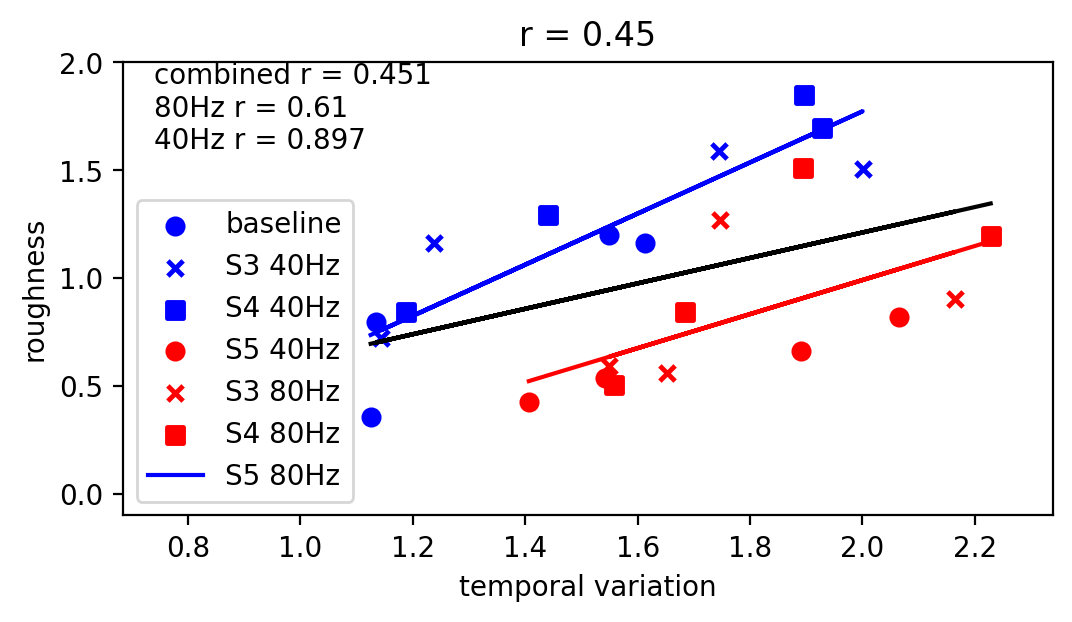 r = 0.45
combined r = 0.451
80Hz r = 0.61
40Hz r = 0.897
baseline
S3 40Hz
S4 40Hz
S5 40Hz
S3 80Hz
S4 80Hz
S5 80Hz
roughness
2.0
1.5
1.0
0.5
0.0
0.8 1.0 1.2 1.4 1.6 1.8 2.0 2.2
temporal variation